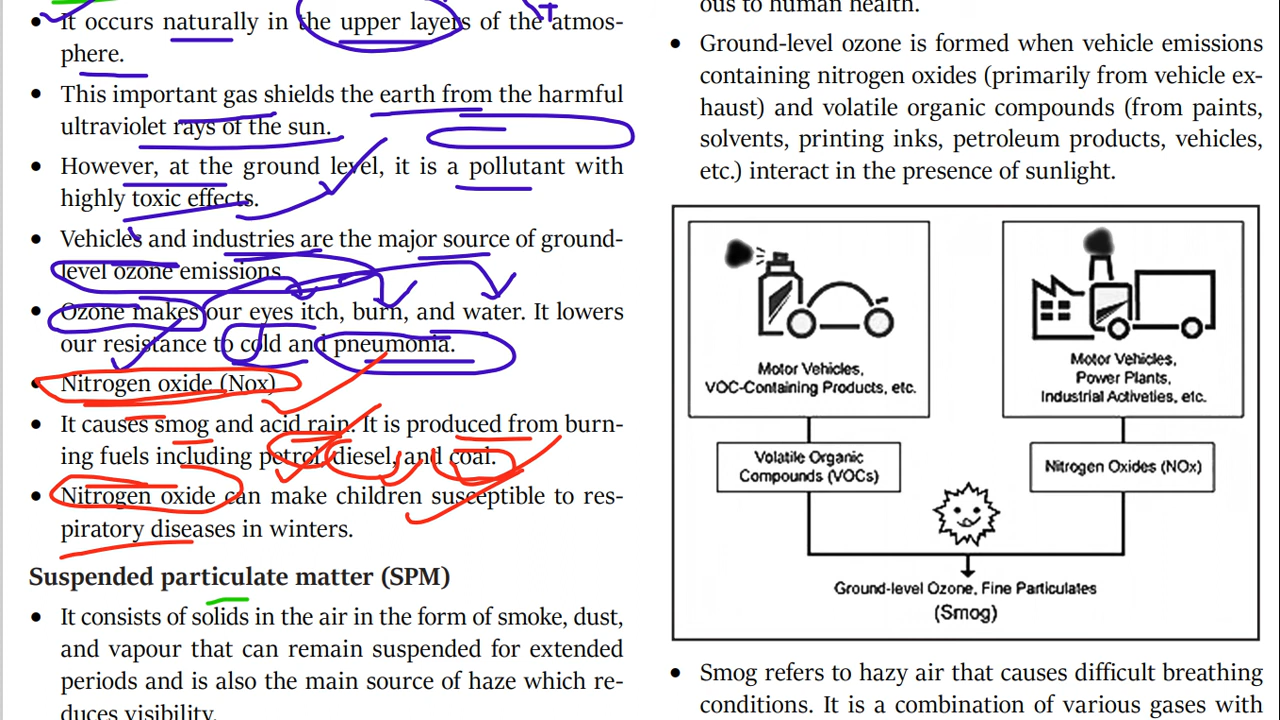 • It occurs naturally in the upper layers of the atmos-
phere.
• This important gas shields the earth from the harmful
ultraviolet rays of the sun.
• However, at the ground level, it is a pollutant with
highly toxic effects.
• Vehicles and industries are the major source of ground-
level ozone emissions.
• Ozone makes our eyes itch, burn, and water. It lowers
our resistance to cold and pneumonia.
• Nitrogen oxide (Nox)
• It causes smog and acid rain. It is produced from burn-
ing fuels including petrol, diesel, and coal.
• Nitrogen oxide can make children susceptible to res-
piratory diseases in winters.
Suspended particulate matter (SPM)
• It consists of solids in the air in the form of smoke, dust,
and vapour that can remain suspended for extended
periods and is also the main source of haze which re-
duces visibility.
ous to human health.
• Ground-level ozone is formed when vehicle emissions
containing nitrogen oxides (primarily from vehicle ex-
haust) and volatile organic compounds (from paints,
solvents, printing inks, petroleum products, vehicles,
etc.) interact in the presence of sunlight.
Motor Vehicles,
VOC-Containing Products, etc.
Motor Vehicles,
Power Plants,
Industrial Activeties, etc.
Volatile Organic
Compounds (VOCs)
Nitrogen Oxides (NOx)
Ground-level Ozone, Fine Particulates
(Smog)
• Smog refers to hazy air that causes difficult breathing
conditions. It is a combination of various gases with